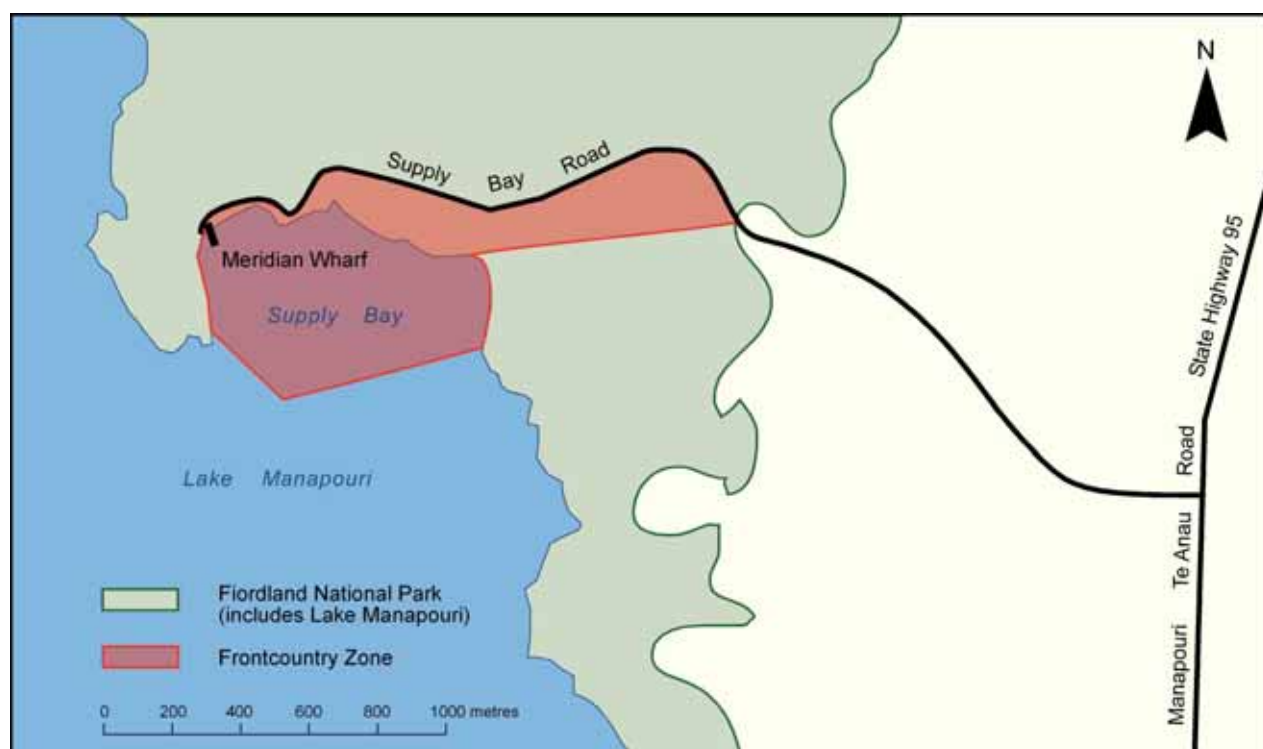 N
Supply Bay Road
Meridian Wharf
Supply Bay
State Highway 95
Lake Manapouri
Manapouri Te Anau Road
Fiordland National Park
(includes Lake Manapouri)
Frontcountry Zone
0 200 400 600 800 1000 metres